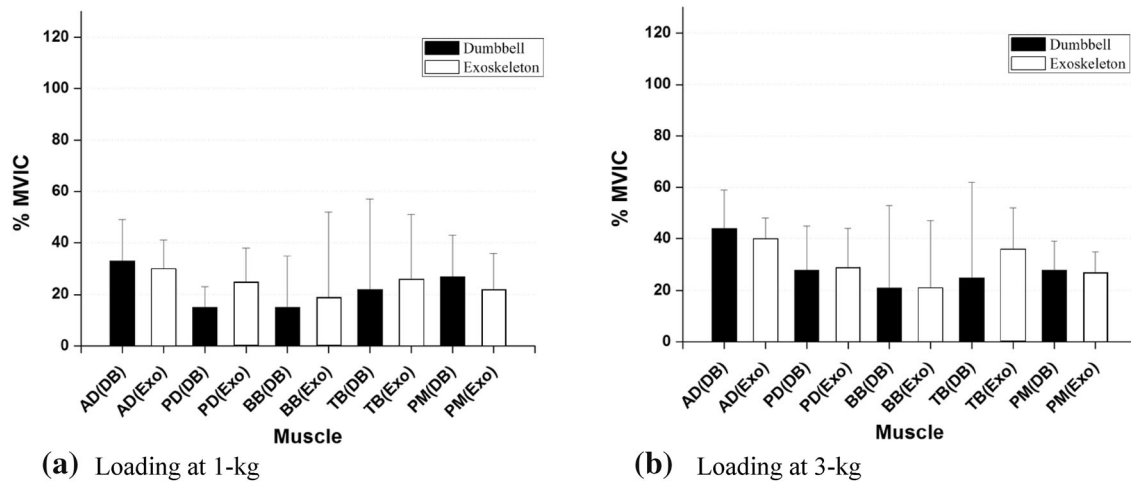 120
100
80
60
40
20
0
% MVIC
Dumbbell
Exoskeleton
AD(DB)
AD(Exo)
PD(DB)
PD(Exo)
BB(DB)
BB(Exo)
TB(DB)
TB(Exo)
PM(DB)
PM(Exo)
Muscle
(a) Loading at 1-kg
120
100
80
60
40
20
0
% MVIC
Dumbbell
Exoskeleton
AD(DB)
AD(Exo)
PD(DB)
PD(Exo)
BB(DB)
BB(Exo)
TB(DB)
TB(Exo)
PM(DB)
PM(Exo)
Muscle
(b) Loading at 3-kg